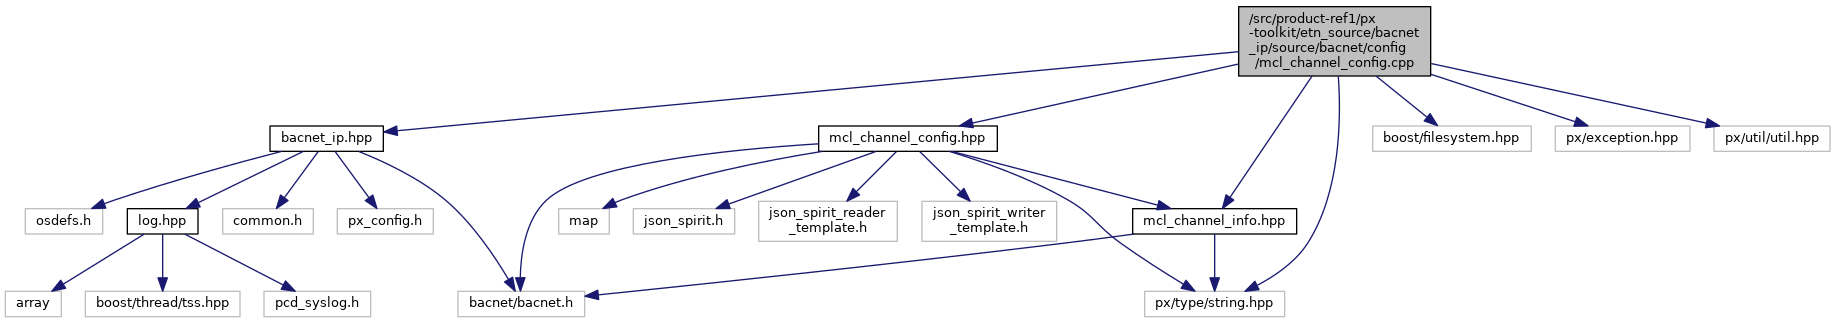 /src/product-ref1/px
-toolkit/etn_source/bacnet
_ip/source/bacnet/config
/mcl_channel_config.cpp
bacnet_ip.hpp
mcl_channel_config.hpp
boost/filesystem.hpp
px/exception.hpp
px/util/util.hpp
osdefs.h
log.hpp
common.h
px_config.h
map
json_spirit.h
json_spirit_reader
_template.h
json_spirit_writer
_template.h
mcl_channel_info.hpp
array
boost/thread/tss.hpp
pcd_syslog.h
bacnet/bacnet.h
px/type/string.hpp